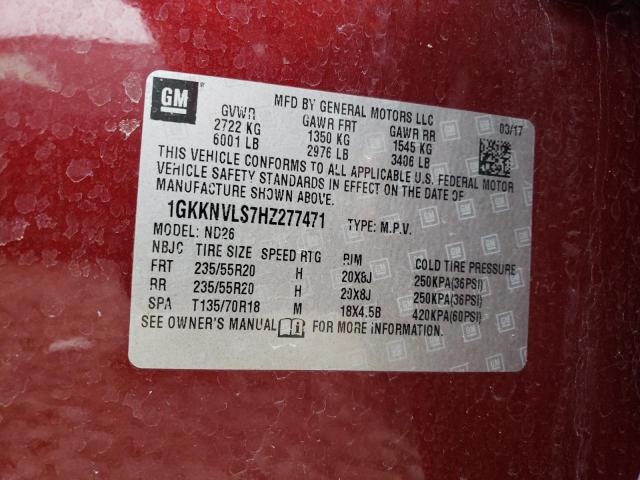 GM
MFD BY GENERAL MOTORS LLC
03/17
GVWR GAWR FRT GAWR RR
2722 KG 1350 KG 1545 KG
6001 LB 2976 LB 3406 LB
THIS VEHICLE CONFORMS TO ALL APPLICABLE U.S. FEDERAL MOTOR
VEHICLE SAFETY STANDARDS IN EFFECT ON THE DATE OF
MANUFACTURE SHOWN ABOVE.
1GKKNVLS7HZ277471 TYPE: M.P.V.
MODEL: ND26
NBJC TIRE SIZE SPEED RTG RIM COLD TIRE PRESSURE
FRT 235/55R20 H 20X8J 250KPA(36PSI)
RR 235/55R20 H 20X8J 250KPA(36PSI)
SPA T135/70R18 M 18X4.5B 420KPA(60PSI)
SEE OWNER'S MANUAL FOR MORE INFORMATION.